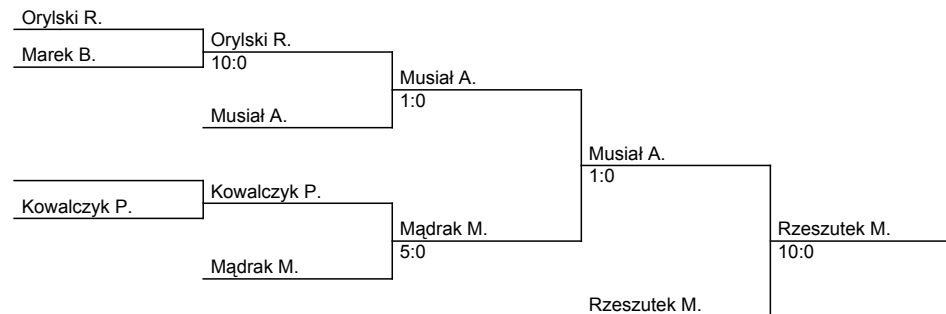 Orylski R.
Marek B.
Orylski R.
10:0
Musiał A.
Musiał A.
1:0
Kowalczyk P.
Kowalczyk P.
Mądrak M.
Mądrak M.
5:0
Musiał A.
1:0
Rzeszutek M.
Rzeszutek M.
10:0